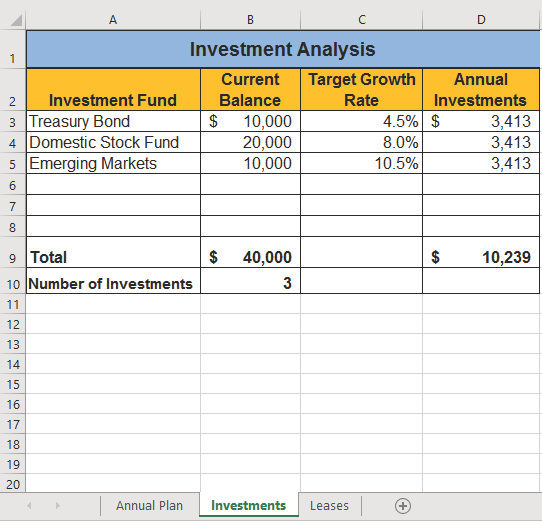 A B C D
1 Investment Analysis
2 Investment Fund Current Balance Target Growth Rate Annual Investments
3 Treasury Bond $ 10,000 4.5% $ 3,413
4 Domestic Stock Fund 20,000 8.0% 3,413
5 Emerging Markets 10,000 10.5% 3,413
6
7
8
9 Total $ 40,000 $ 10,239
10 Number of Investments 3
11
12
13
14
15
16
17
18
19
20
Annual Plan Investments Leases